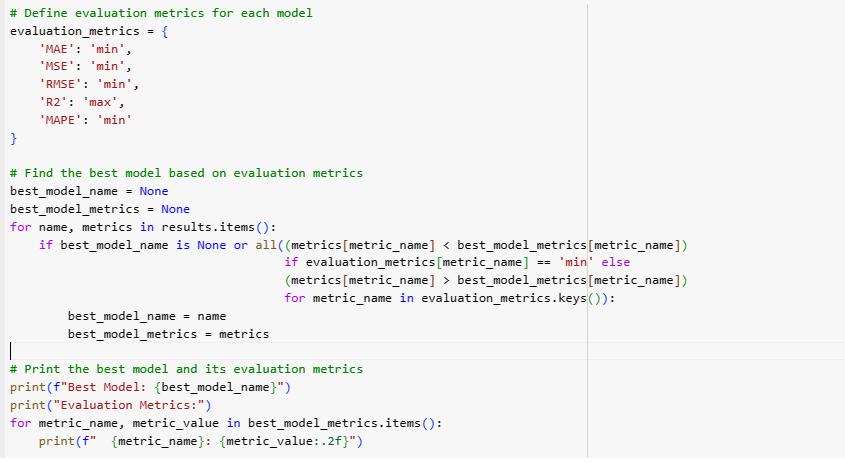 # Define evaluation metrics for each model
evaluation_metrics = {
    'MAE': 'min',
    'MSE': 'min',
    'RMSE': 'min',
    'R2': 'max',
    'MAPE': 'min'
}

# Find the best model based on evaluation metrics
best_model_name = None
best_model_metrics = None
for name, metrics in results.items():
    if best_model_name is None or all((metrics[metric_name] < best_model_metrics[metric_name])
                                      if evaluation_metrics[metric_name] == 'min' else
                                      (metrics[metric_name] > best_model_metrics[metric_name])
                                      for metric_name in evaluation_metrics.keys()):
        best_model_name = name
        best_model_metrics = metrics

# Print the best model and its evaluation metrics
print(f"Best Model: {best_model_name}")
print("Evaluation Metrics:")
for metric_name, metric_value in best_model_metrics.items():
    print(f"  {metric_name}: {metric_value:.2f}")